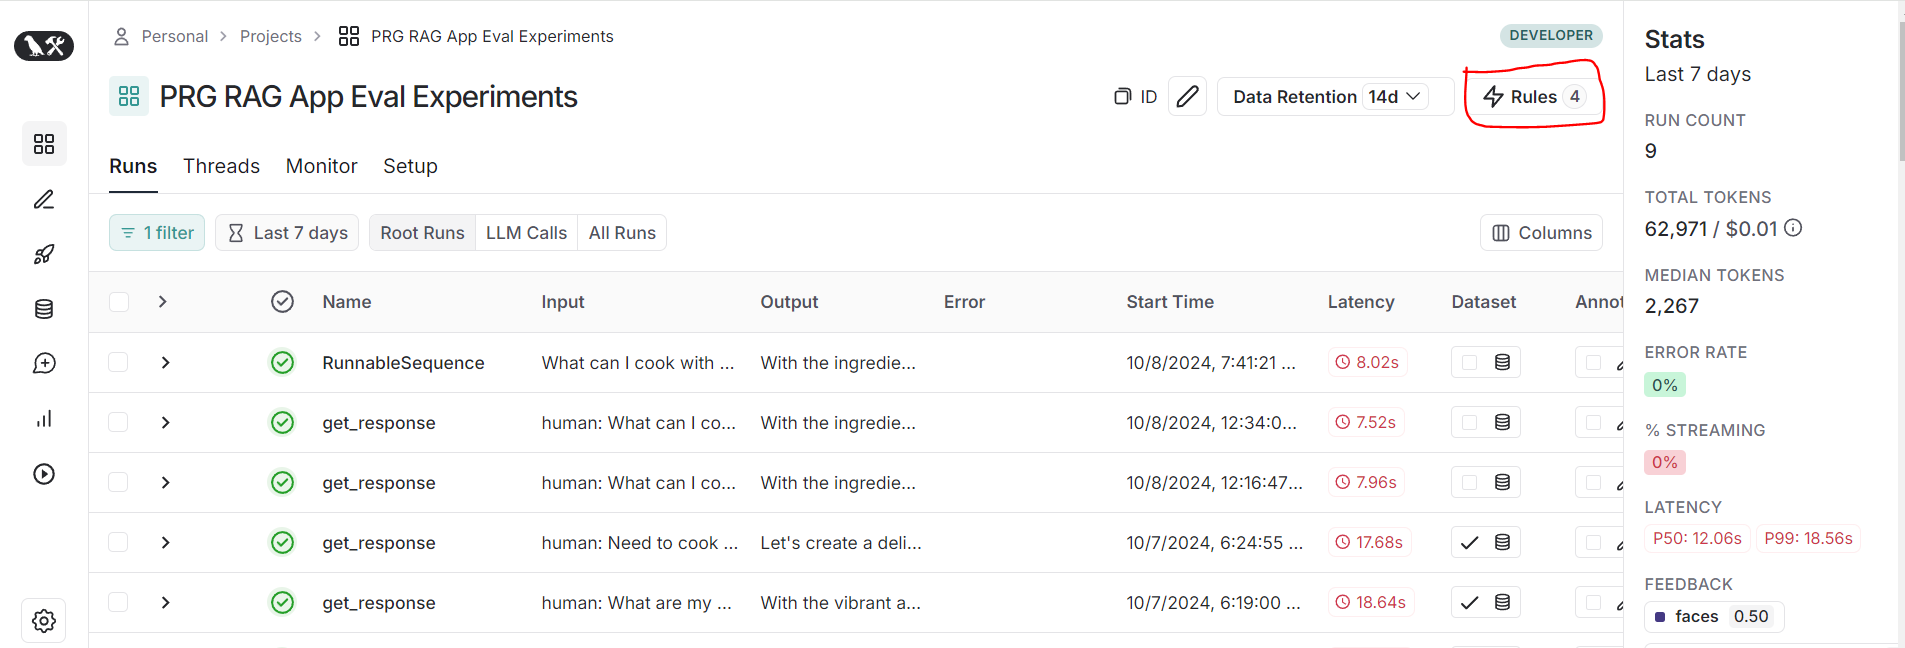 Personal > Projects > PRG RAG App Eval Experiments
DEVELOPER
PRG RAG App Eval Experiments
ID
Data Retention 14d
Rules 4
Runs Threads Monitor Setup
1 filter
Last 7 days
Root Runs LLM Calls All Runs
Columns
Name Input Output Error Start Time Latency Dataset Annot
RunnableSequence What can I cook with ... With the ingredie... 10/8/2024, 7:41:21 ... 8.02s
get_response human: What can I co... With the ingredie... 10/8/2024, 12:34:0... 7.52s
get_response human: What can I co... With the ingredie... 10/8/2024, 12:16:47... 7.96s
get_response human: Need to cook ... Let's create a deli... 10/7/2024, 6:24:55 ... 17.68s
get_response human: What are my ... With the vibrant a... 10/7/2024, 6:19:00 ... 18.64s
Stats
Last 7 days
RUN COUNT
9
TOTAL TOKENS
62,971 / $0.01
MEDIAN TOKENS
2,267
ERROR RATE
0%
% STREAMING
0%
LATENCY
P50: 12.06s P99: 18.56s
FEEDBACK
faces 0.50